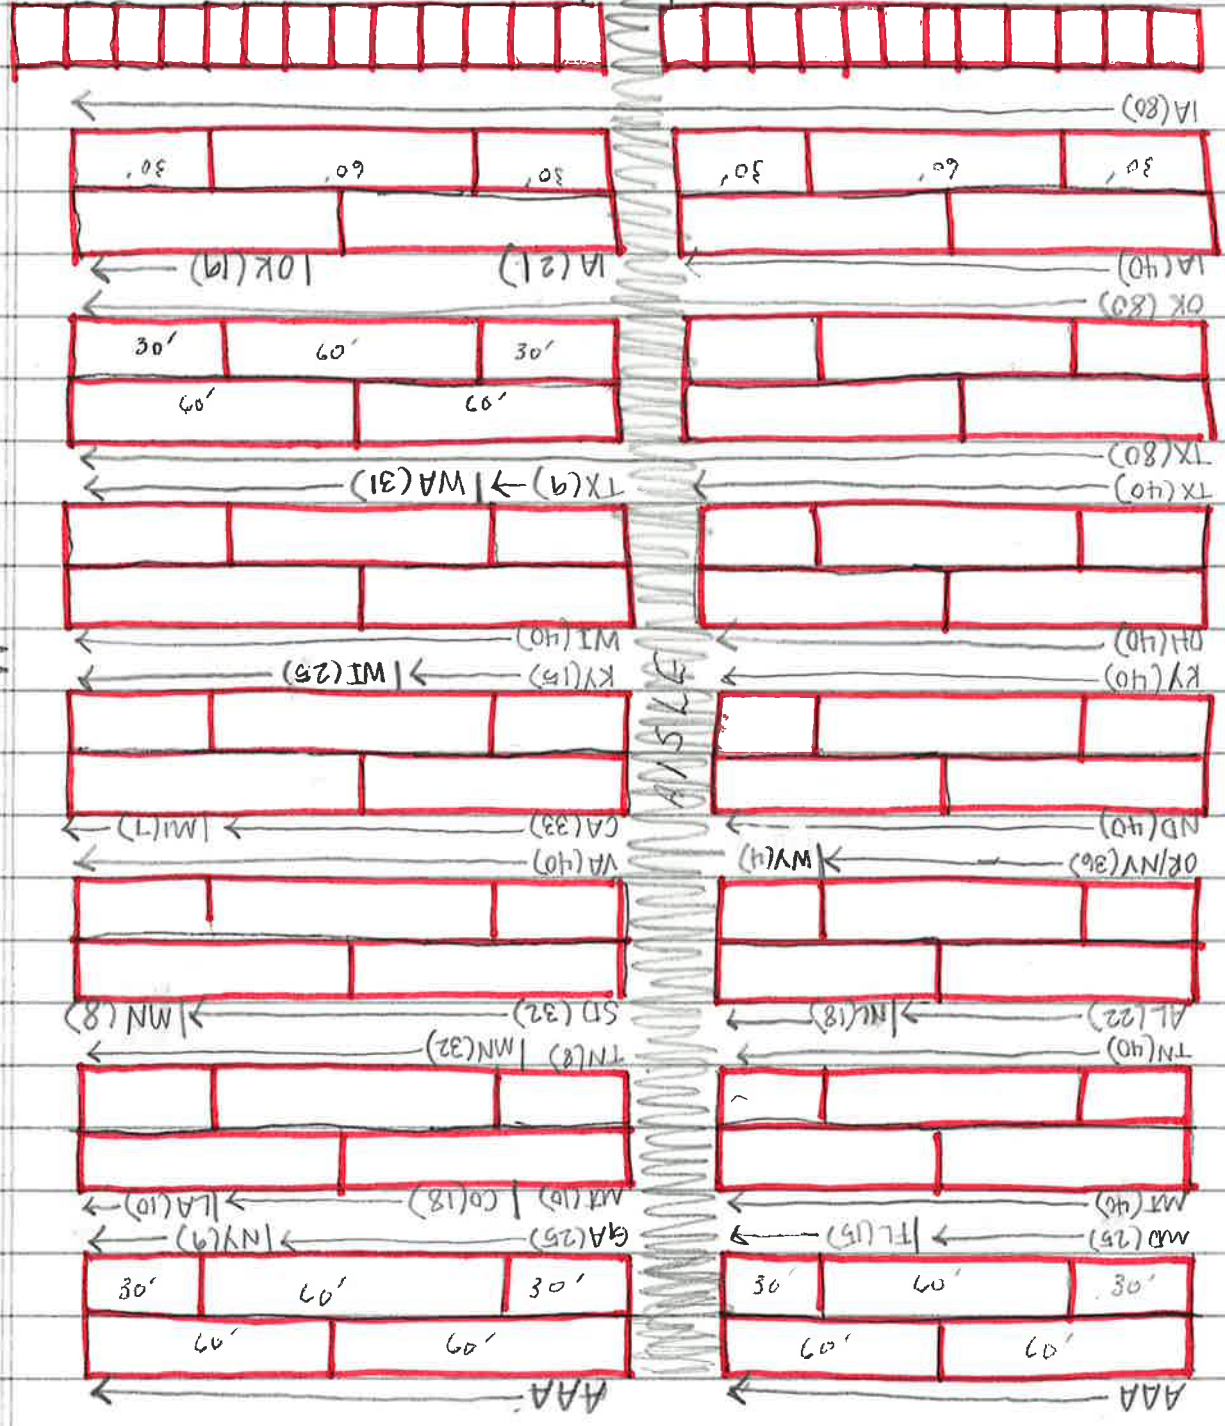 AAA AAA
60' 60' 60' 60'
30' 60' 30' 30' 60' 30'
MD(25) |FL(15) GA(25) |NY(9)
MT(40) MT(10) |CO(18) |LA(10)
TN(40) TN(8) |MN(32)
AL(22) |NC(18) SD(32) |MN(8)
OR/NY(36) |WY(4) VA(40)
ND(40) CA(33) |MI(7)
AISLE
KY(40) KY(15) |WI(25)
OH(40) WI(40)
TX(40) TX(9) |WA(31)
TX(80)
60' 60'
30' 60' 30'
OK(80)
IA(40) IA(21) |OK(19)
30' 60' 30' 30' 60' 30'
IA(80)